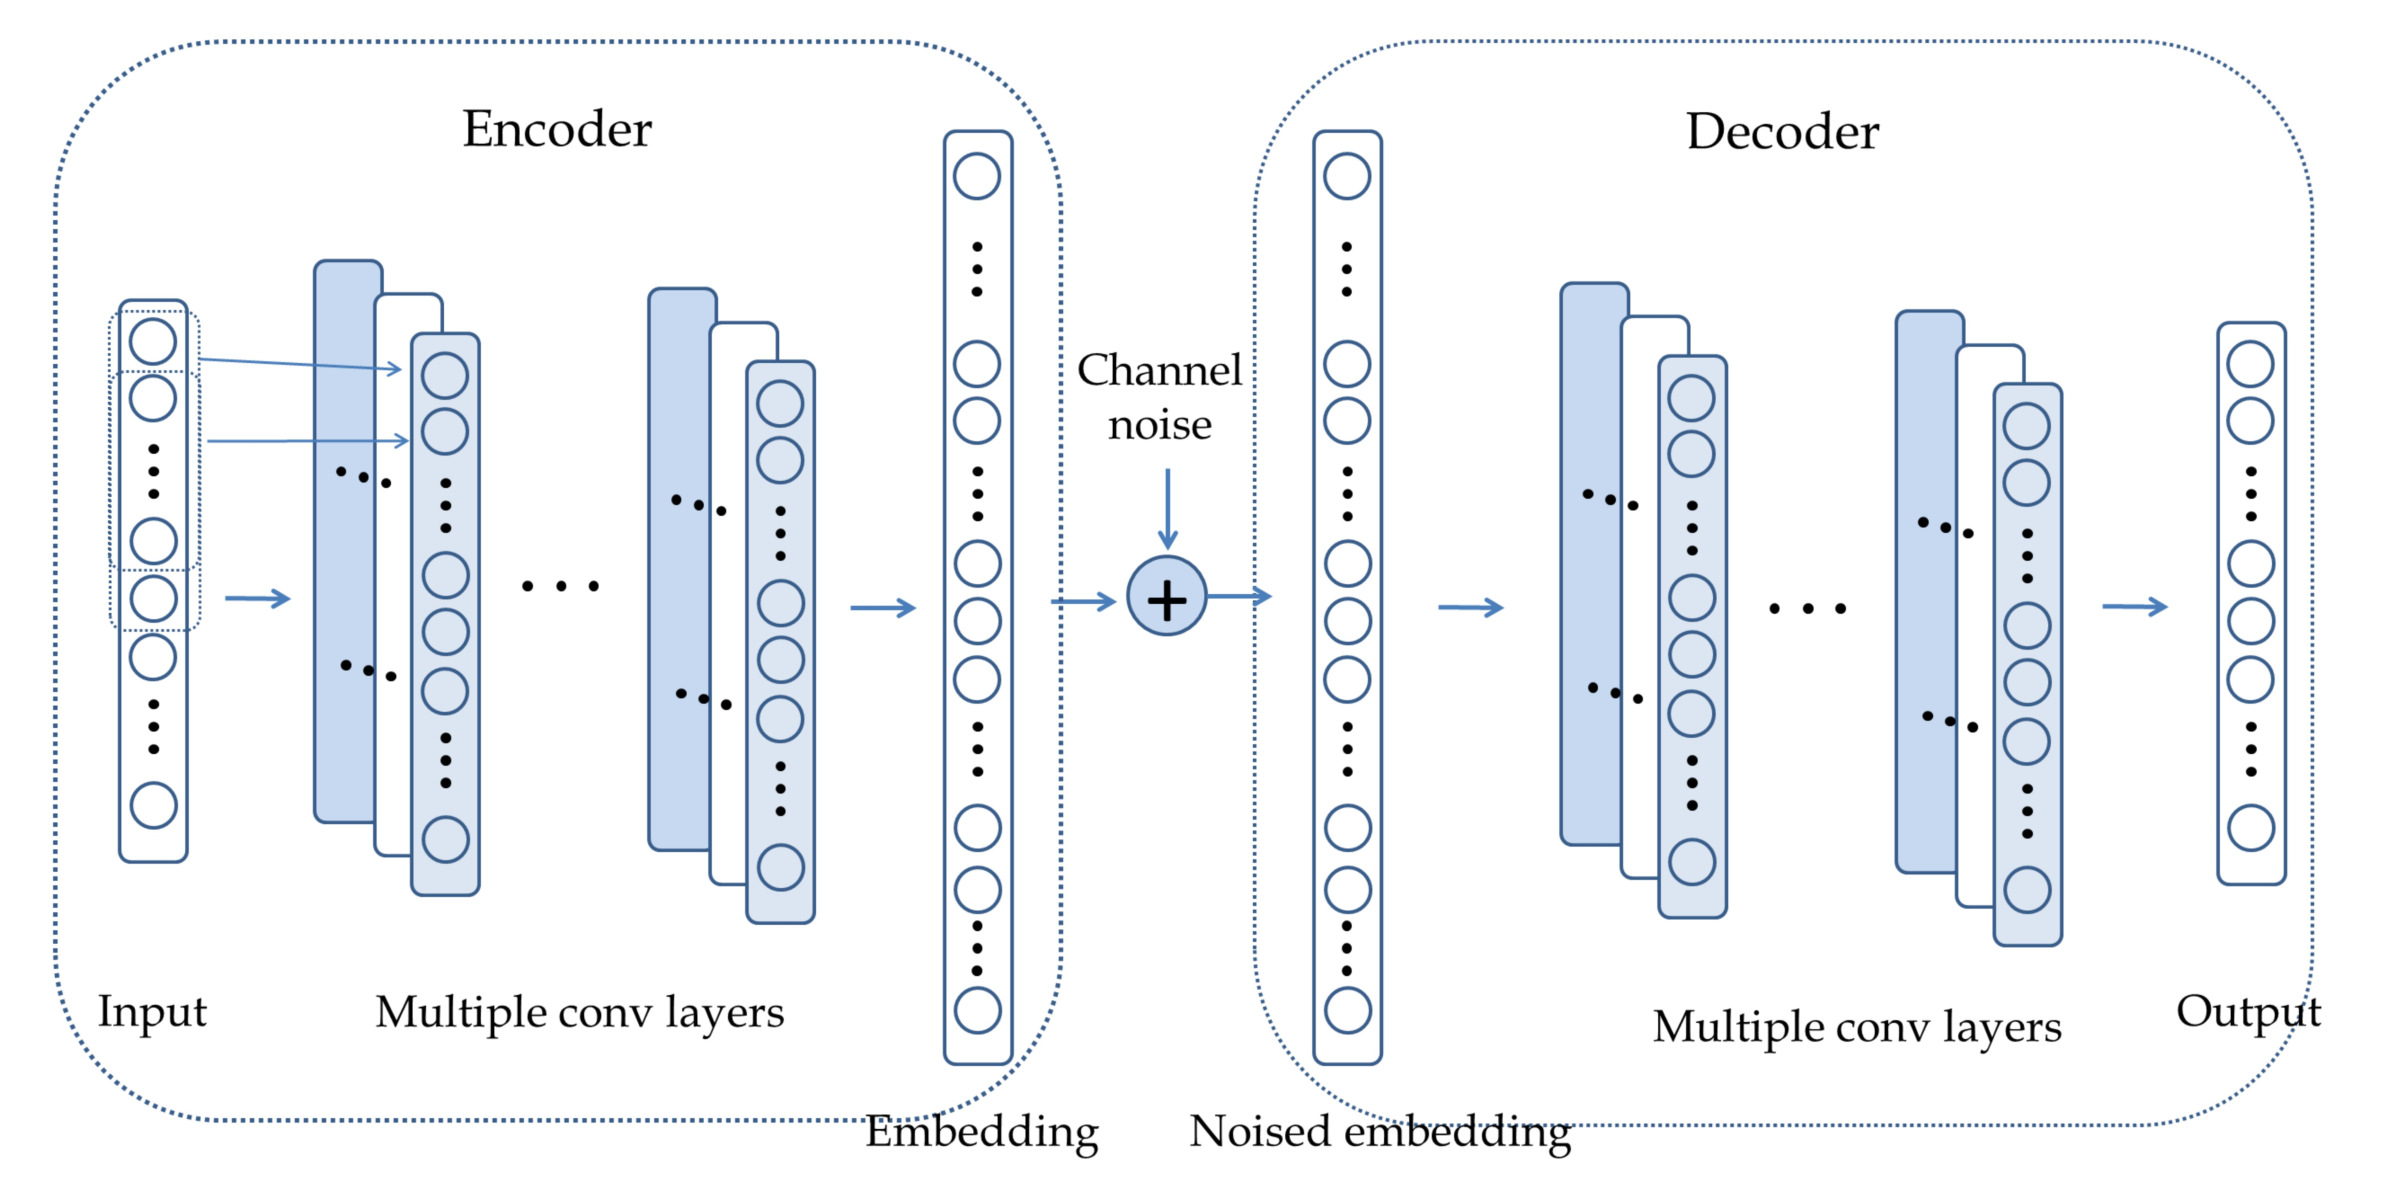 Encoder
Decoder
Channel
noise
+
Input
Multiple conv layers
Multiple conv layers
Output
Embedding
Noised embedding